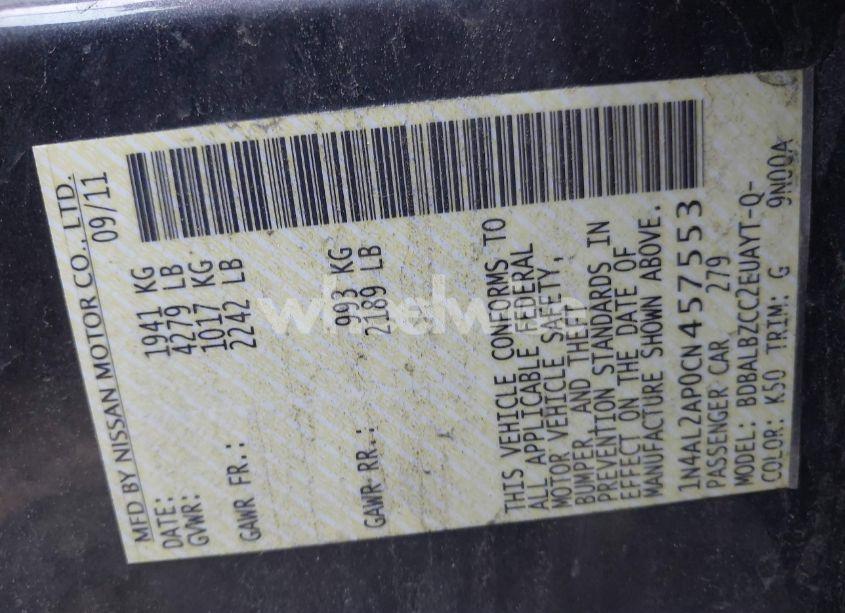 MFD BY NISSAN MOTOR CO., LTD.
DATE: 09/11
GVWR: 1941 KG
4279 LB
GAWR FR.: 1017 KG
2242 LB
GAWR RR.: 993 KG
2189 LB
THIS VEHICLE CONFORMS TO
ALL APPLICABLE FEDERAL
MOTOR VEHICLE SAFETY,
BUMPER, AND THEFT
PREVENTION STANDARDS IN
EFFECT ON THE DATE OF
MANUFACTURE SHOWN ABOVE.
1N4AL2AP0CN457553
PASSENGER CAR 279
MODEL: BDBALBZCC2EUAYT-Q-
COLOR: K50 TRIM: G 9N00A